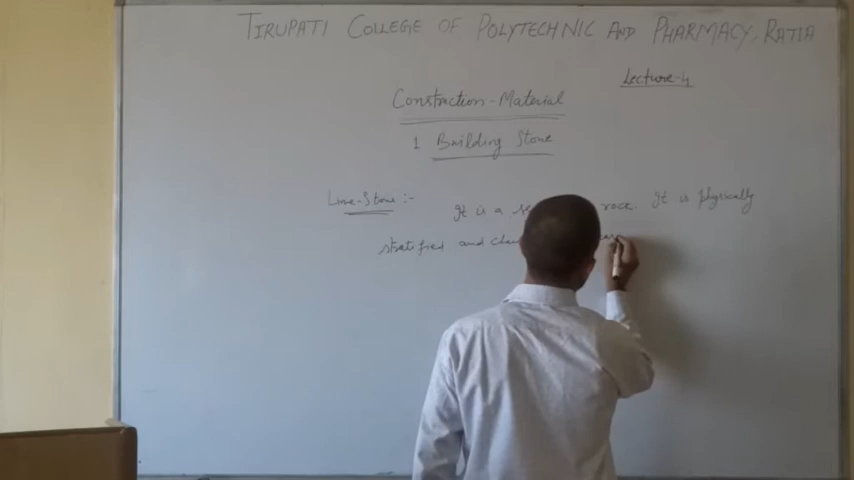 TIRUPATI COLLEGE OF POLYTECHNIC AND PHARMACY, RATIA
Lecture-4
Constraction-Material
1 Building Stone
Lime-Stone :-
It is a rock. It is physically
stratified and